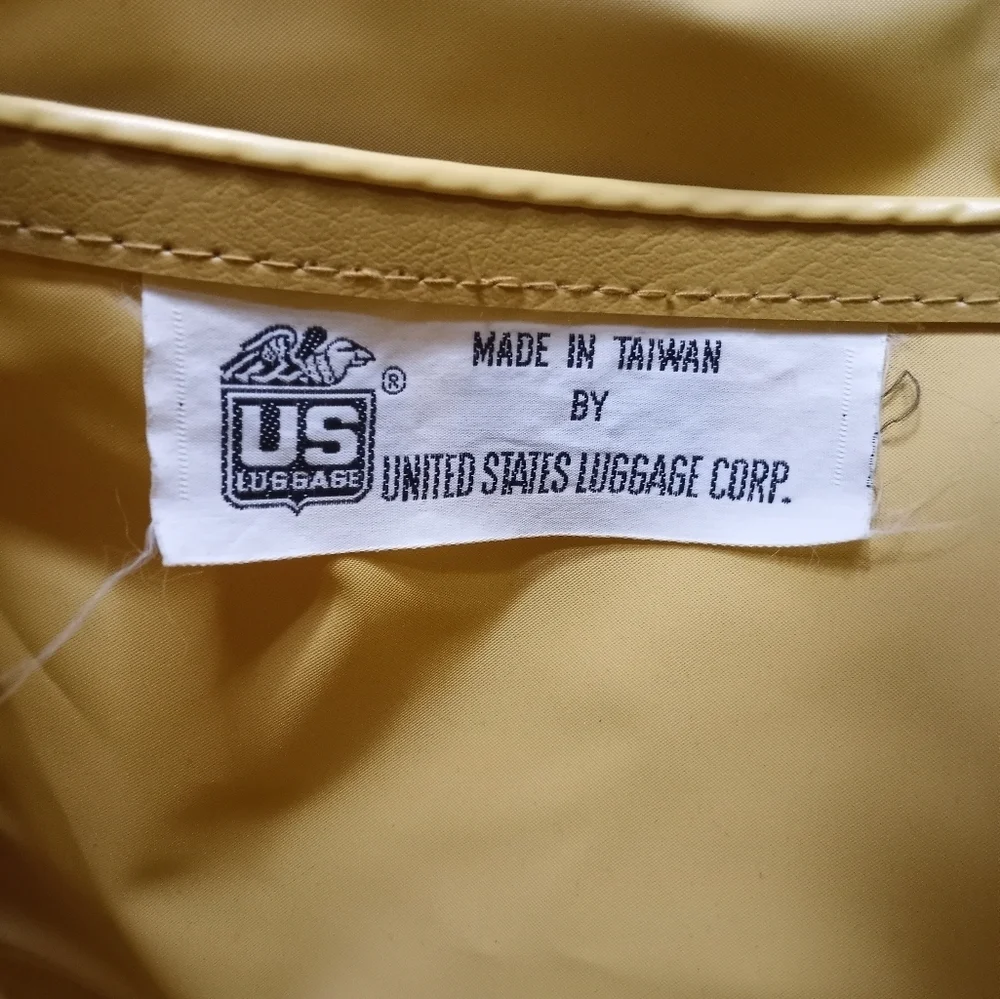 US
LUGGAGE
®
MADE IN TAIWAN
BY
UNITED STATES LUGGAGE CORP.